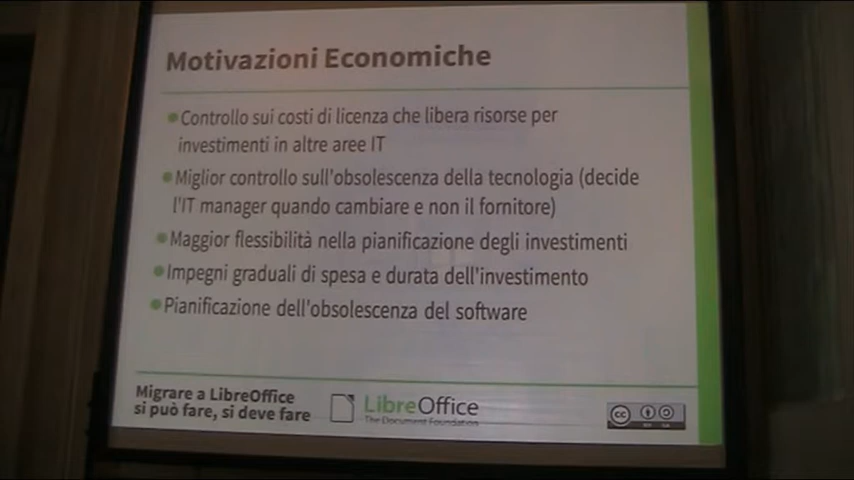 Motivazioni Economiche
Controllo sui costi di licenza che libera risorse per
investimenti in altre aree IT
Miglior controllo sull'obsolescenza della tecnologia (decide
l'IT manager quando cambiare e non il fornitore)
Maggior flessibilità nella pianificazione degli investimenti
Impegni graduali di spesa e durata dell'investimento
Pianificazione dell'obsolescenza del software
Migrare a LibreOffice
si può fare, si deve fare
LibreOffice
The Document Foundation
cc
BY SA